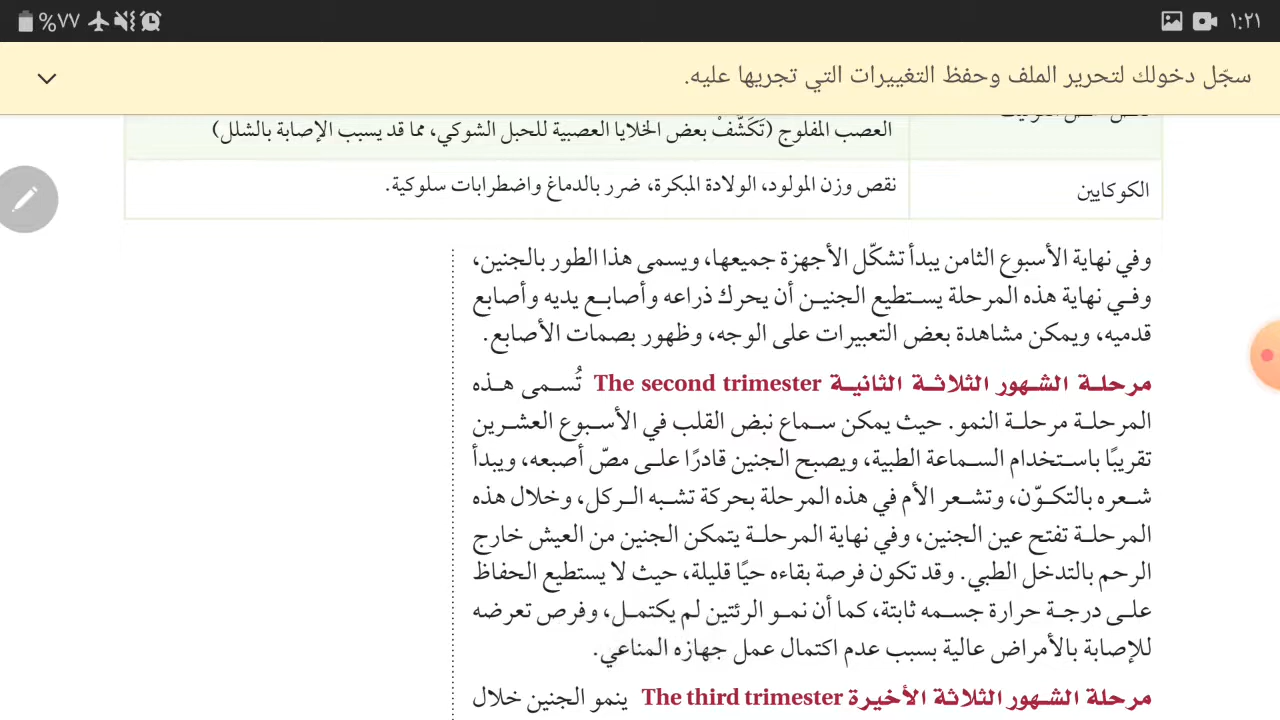 ٪٧٧ ١:٢١
سجّل دخولك لتحرير الملف وحفظ التغييرات التي تجريها عليه.
العصب المفلوج (تَكَشُّفْ بعض الخلايا العصبية للحبل الشوكي، مما قد يسبب الإصابة بالشلل)
الكوكايين
نقص وزن المولود، الولادة المبكرة، ضرر بالدماغ واضطرابات سلوكية.
وفي نهاية الأسبوع الثامن يبدأ تشكّل الأجهزة جميعها، ويسمى هذا الطور بالجنين،
وفي نهاية هذه المرحلة يستطيع الجنين أن يحرك ذراعه وأصابع يديه وأصابع
قدميه، ويمكن مشاهدة بعض التعبيرات على الوجه، وظهور بصمات الأصابع.
مرحلة الشهور الثلاثة الثانية The second trimester تُسمى هذه
المرحلة مرحلة النمو. حيث يمكن سماع نبض القلب في الأسبوع العشرين
تقريبًا باستخدام السماعة الطبية، ويصبح الجنين قادرًا على مصّ أصبعه، ويبدأ
شعره بالتكوّن، وتشعر الأم في هذه المرحلة بحركة تشبه الركل، وخلال هذه
المرحلة تفتح عين الجنين، وفي نهاية المرحلة يتمكن الجنين من العيش خارج
الرحم بالتدخل الطبي. وقد تكون فرصة بقاءه حيًا قليلة، حيث لا يستطيع الحفاظ
على درجة حرارة جسمه ثابتة، كما أن نمو الرئتين لم يكتمل، وفرص تعرضه
للإصابة بالأمراض عالية بسبب عدم اكتمال عمل جهازه المناعي.
مرحلة الشهور الثلاثة الأخيرة The third trimester ينمو الجنين خلال